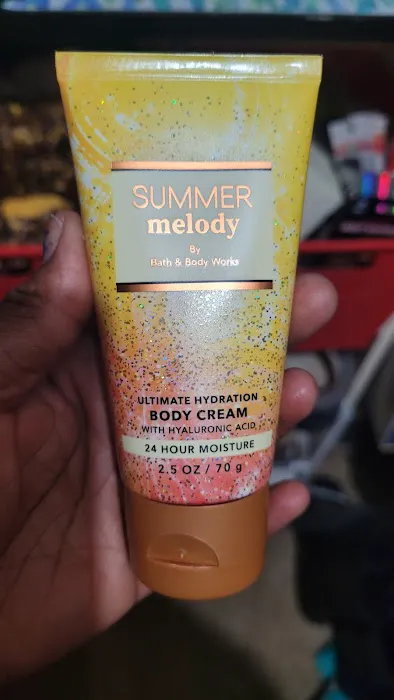 SUMMER
melody
By
Bath & Body Works
ULTIMATE HYDRATION
BODY CREAM
WITH HYALURONIC ACID
24 HOUR MOISTURE
2.5 OZ / 70 g